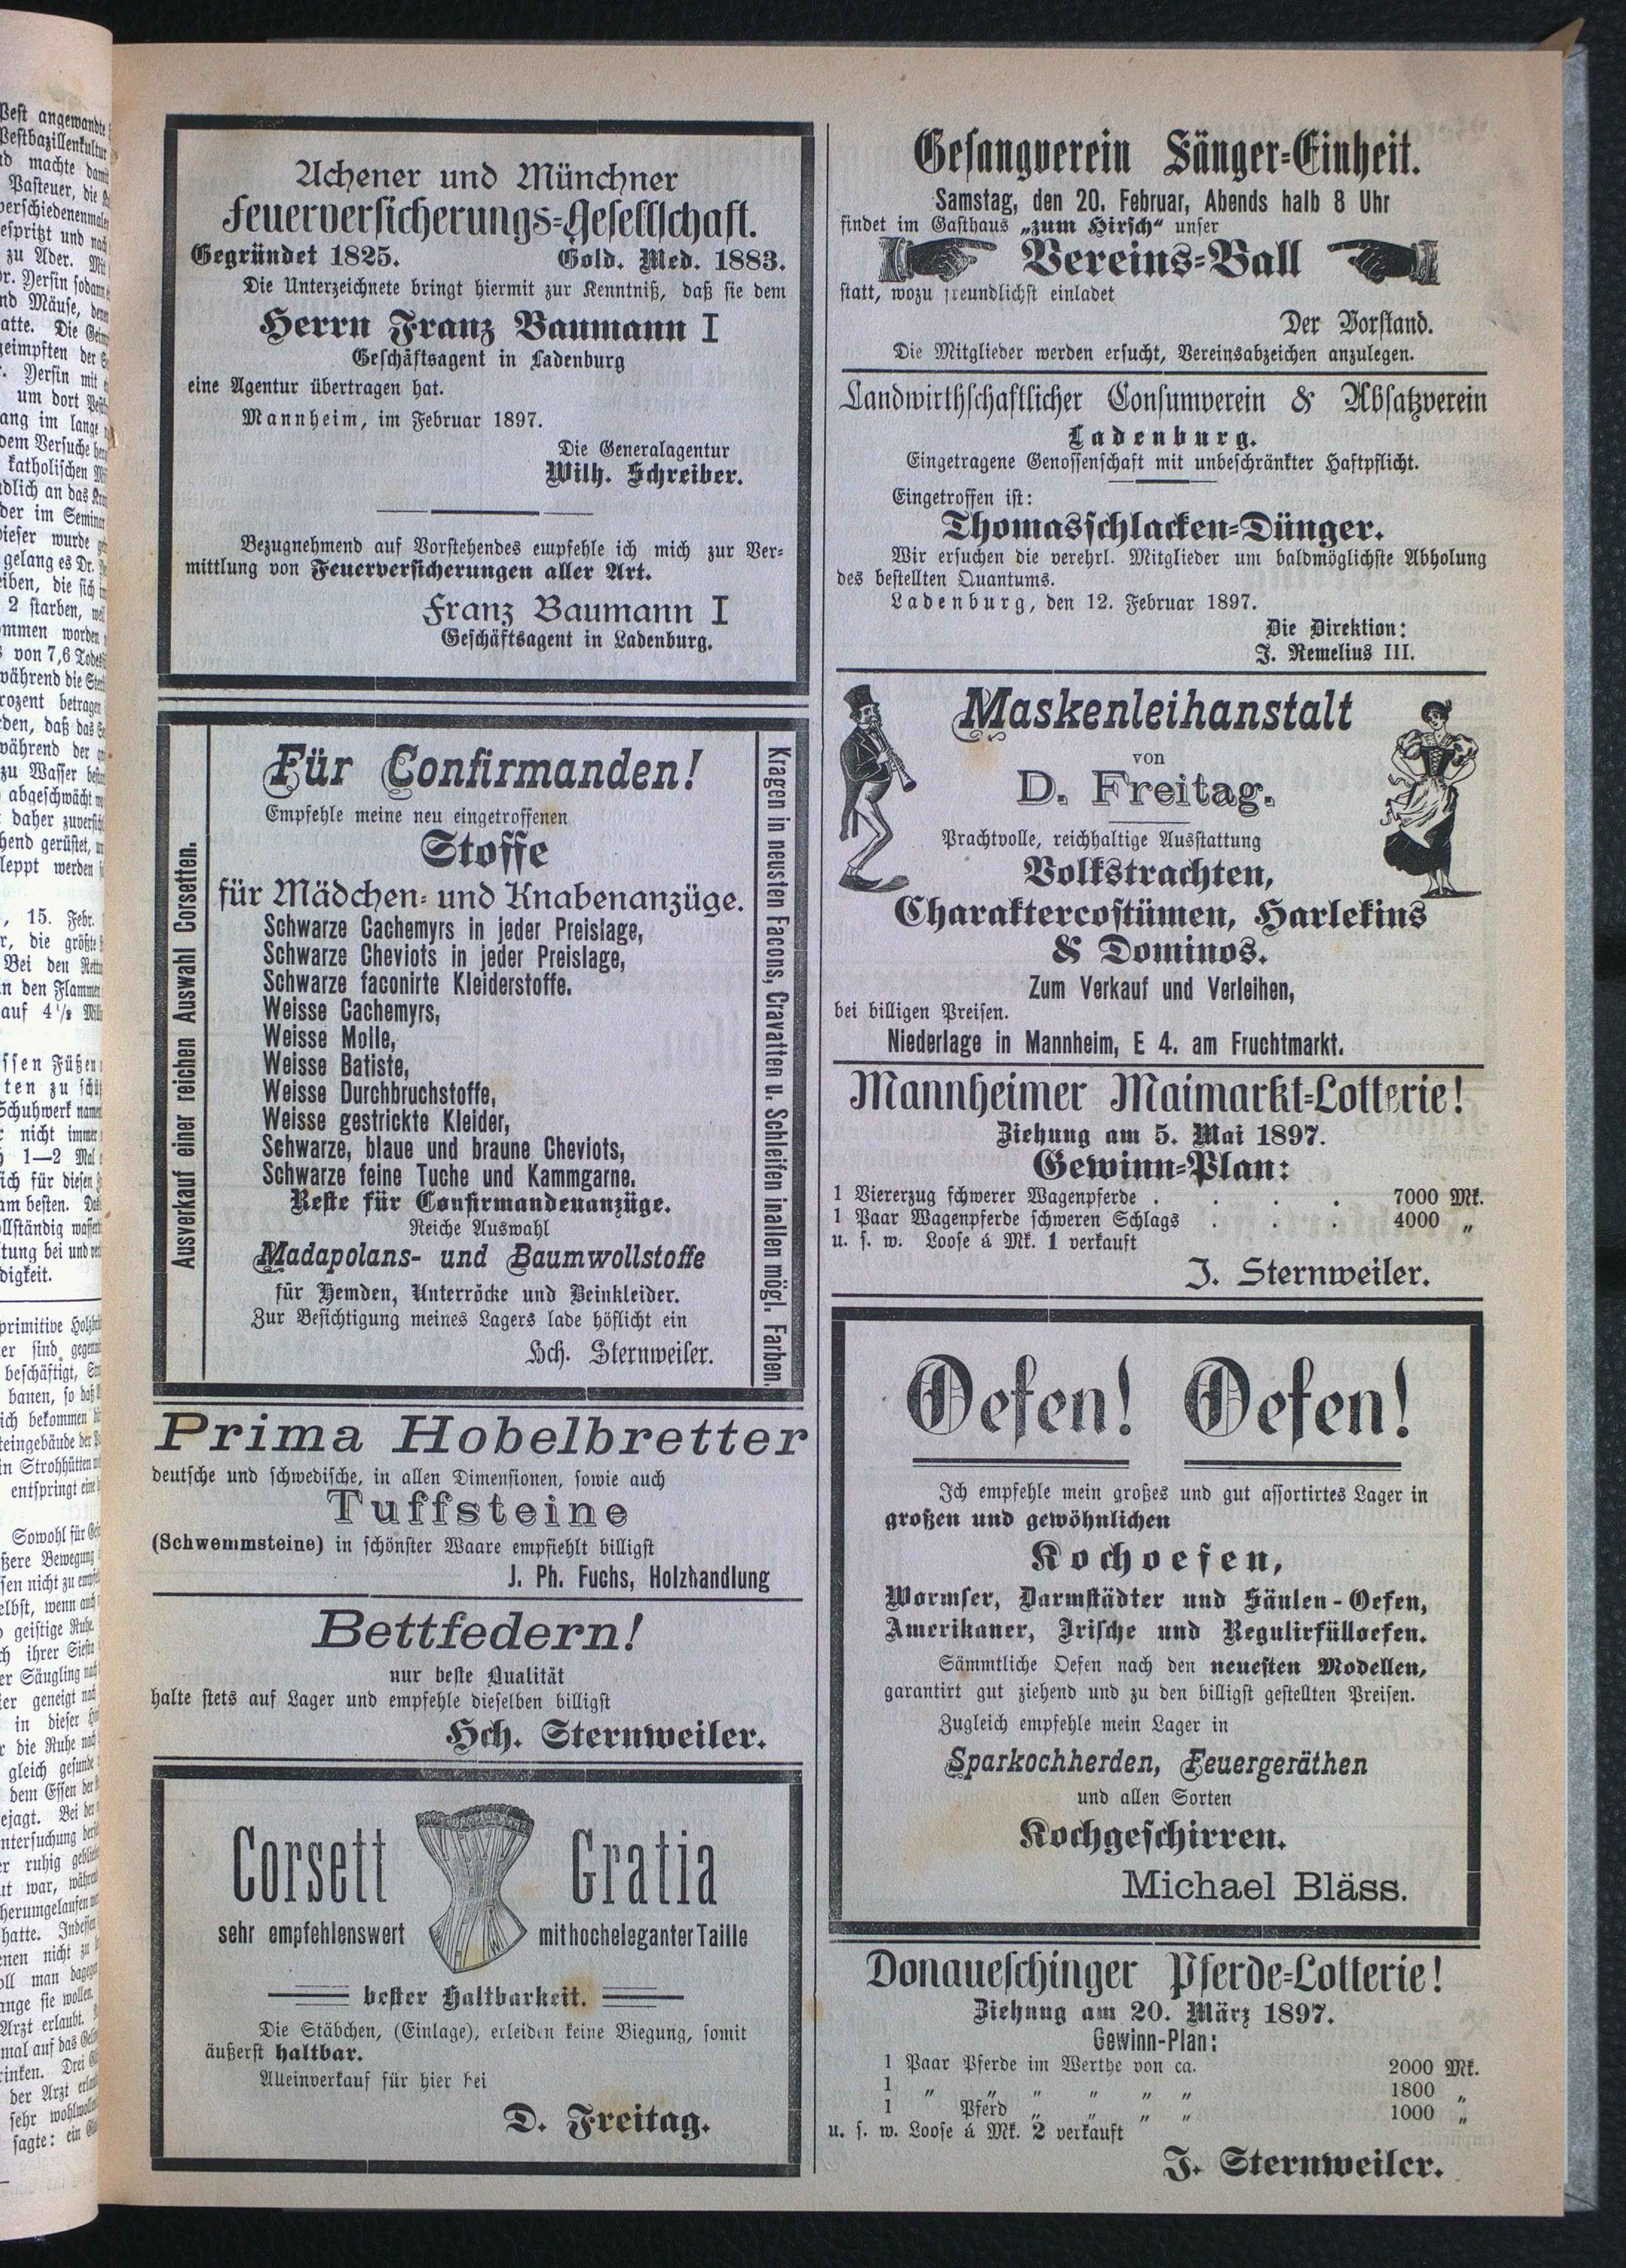 Achener und Münchner
Feuerversicherungs=Gesellschaft.
Gegründet 1825. Gold. Med. 1883.
Die Unterzeichnete bringt hiermit zur Kenntniß, daß sie dem
Herrn Franz Baumann I
Geschäftsagent in Ladenburg
eine Agentur übertragen hat.
Mannheim, im Februar 1897.
Die Generalagentur
Wilh. Schreiber.
Bezugnehmend auf Vorstehendes empfehle ich mich zur Ver=
mittlung von Feuerversicherungen aller Art.
Franz Baumann I
Geschäftsagent in Ladenburg.
Ausverkauf einer reichen Auswahl Corsetten.
Für Confirmanden!
Empfehle meine neu eingetroffenen
Stoffe
für Mädchen= und Knabenanzüge.
Schwarze Cachemyrs in jeder Preislage,
Schwarze Cheviots in jeder Preislage,
Schwarze faconirte Kleiderstoffe.
Weisse Cachemyrs,
Weisse Molle,
Weisse Batiste,
Weisse Durchbruchstoffe,
Weisse gestrickte Kleider,
Schwarze, blaue und braune Cheviots,
Schwarze feine Tuche und Kammgarne.
Reste für Confirmandenanzüge.
Reiche Auswahl
Madapolans- und Baumwollstoffe
für Hemden, Unterröcke und Beinkleider.
Zur Besichtigung meines Lagers lade höflicht ein
Hch. Sternweiler.
Kragen in neusten Facons, Cravatten u. Schleifen inallen mögl. Farben.
Prima Hobelbretter
deutsche und schwedische, in allen Dimensionen, sowie auch
Tuffsteine
(Schwemmsteine) in schönster Waare empfiehlt billigst
J. Ph. Fuchs, Holzhandlung
Bettfedern!
nur beste Qualität
halte stets auf Lager und empfehle dieselben billigst
Hch. Sternweiler.
Corsett Gratia
sehr empfehlenswert mithocheleganterTaille
bester Haltbarkeit.
Die Stäbchen, (Einlage), erleiden keine Biegung, somit
äußerst haltbar.
Alleinverkauf für hier bei
D. Freitag.
Gesangverein Sänger=Einheit.
Samstag, den 20. Februar, Abends halb 8 Uhr
findet im Gasthaus „zum Hirsch“ unser
Vereins=Ball
statt, wozu freundlichst einladet
Der Vorstand.
Die Mitglieder werden ersucht, Vereinsabzeichen anzulegen.
Landwirthschaftlicher Consumverein & Absatzverein
Ladenburg.
Eingetragene Genossenschaft mit unbeschränkter Haftpflicht.
Eingetroffen ist:
Thomasschlacken=Dünger.
Wir ersuchen die verehrl. Mitglieder um baldmöglichste Abholung
des bestellten Quantums.
Ladenburg, den 12. Februar 1897.
Die Direktion:
J. Remelius III.
Maskenleihanstalt
von
D. Freitag.
Prachtvolle, reichhaltige Ausstattung
Volkstrachten,
Charaktercostümen, Harlekins
& Dominos.
Zum Verkauf und Verleihen,
bei billigen Preisen.
Niederlage in Mannheim, E 4. am Fruchtmarkt.
Mannheimer Maimarkt=Lotterie!
Ziehung am 5. Mai 1897.
Gewinn=Plan:
1 Viererzug schwerer Wagenpferde . . . . 7000 Mk.
1 Paar Wagenpferde schweren Schlags . . . 4000 „
u. s. w. Loose á Mk. 1 verkauft
J. Sternweiler.
Oefen! Oefen!
Ich empfehle mein großes und gut assortirtes Lager in
großen und gewöhnlichen
Kochoefen,
Wormser, Darmstädter und Säulen-Oefen,
Amerikaner, Irische und Regulirfülloefen.
Sämmtliche Oefen nach den neuesten Modellen,
garantirt gut ziehend und zu den billigst gestellten Preisen.
Zugleich empfehle mein Lager in
Sparkochherden, Feuergeräthen
und allen Sorten
Kochgeschirren.
Michael Bläss.
Donaueschinger Pferde=Lotterie!
Ziehung am 20. März 1897.
Gewinn-Plan:
1 Paar Pferde im Werthe von ca. 2000 Mk.
1 „ „ „ „ „ „ 1800 „
1 Pferd „ „ „ „ 1000 „
u. s. w. Loose á Mk. 2 verkauft
J. Sternweiler.